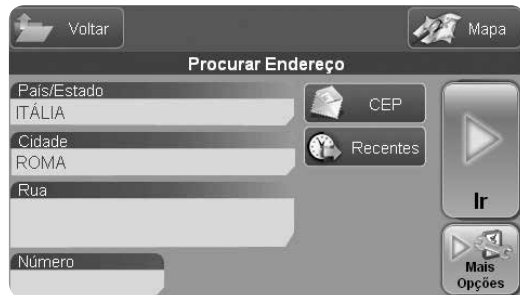 Voltar
Mapa
Procurar Endereço
País/Estado
ITÁLIA
CEP
Cidade
ROMA
Recentes
Rua
Ir
Número
Mais
Opções